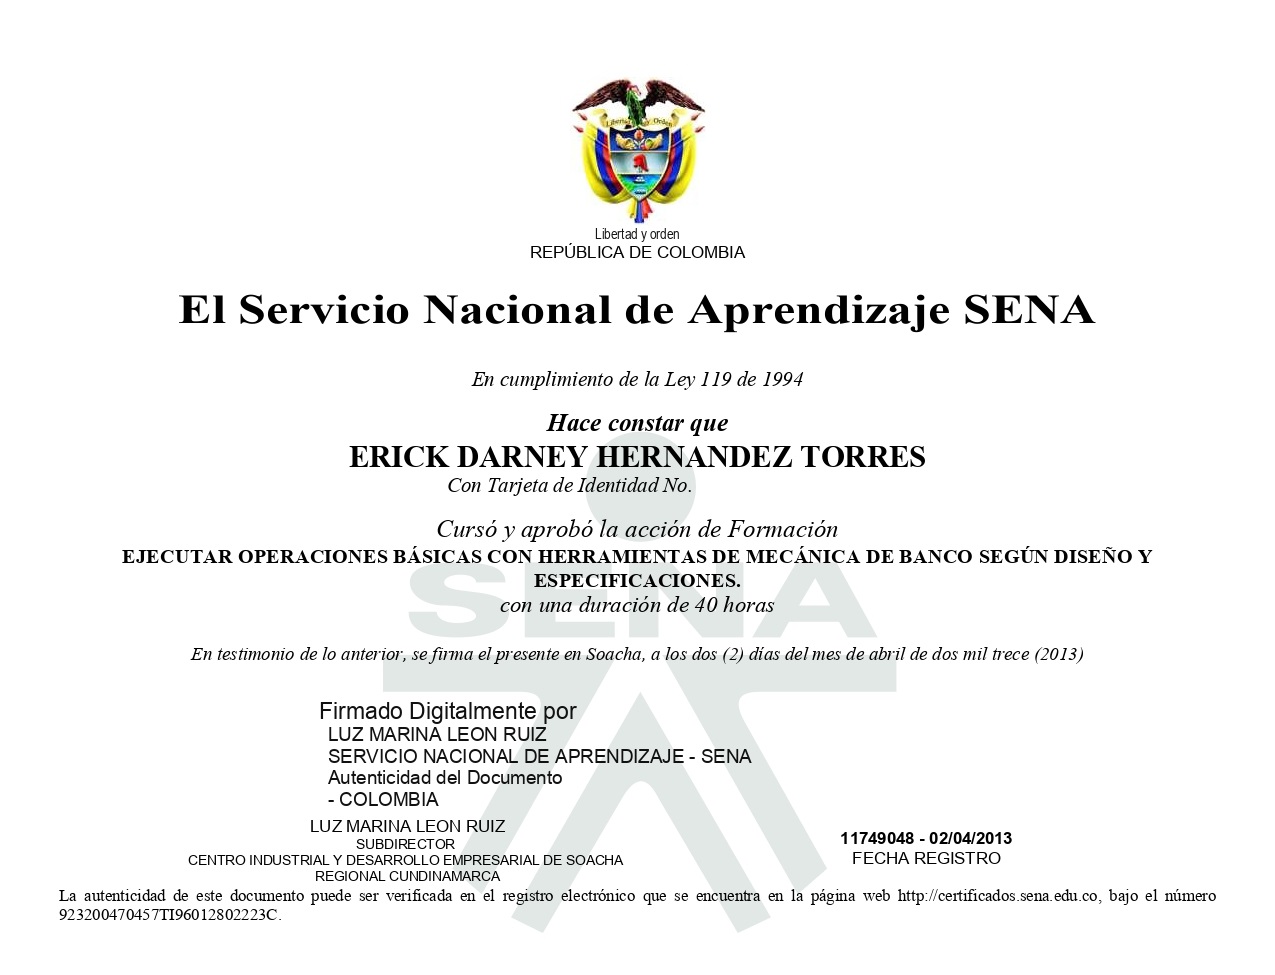 Libertad y Orden
Libertad y orden
REPÚBLICA DE COLOMBIA
El Servicio Nacional de Aprendizaje SENA
En cumplimiento de la Ley 119 de 1994
Hace constar que
ERICK DARNEY HERNANDEZ TORRES
Con Tarjeta de Identidad No.
Cursó y aprobó la acción de Formación
EJECUTAR OPERACIONES BÁSICAS CON HERRAMIENTAS DE MECÁNICA DE BANCO SEGÚN DISEÑO Y
ESPECIFICACIONES.
SENA
con una duración de 40 horas
En testimonio de lo anterior, se firma el presente en Soacha, a los dos (2) días del mes de abril de dos mil trece (2013)
Firmado Digitalmente por
LUZ MARINA LEON RUIZ
SERVICIO NACIONAL DE APRENDIZAJE - SENA
Autenticidad del Documento
- COLOMBIA
LUZ MARINA LEON RUIZ
SUBDIRECTOR
CENTRO INDUSTRIAL Y DESARROLLO EMPRESARIAL DE SOACHA
REGIONAL CUNDINAMARCA
11749048 - 02/04/2013
FECHA REGISTRO
La autenticidad de este documento puede ser verificada en el registro electrónico que se encuentra en la página web http://certificados.sena.edu.co, bajo el número
923200470457TI96012802223C.